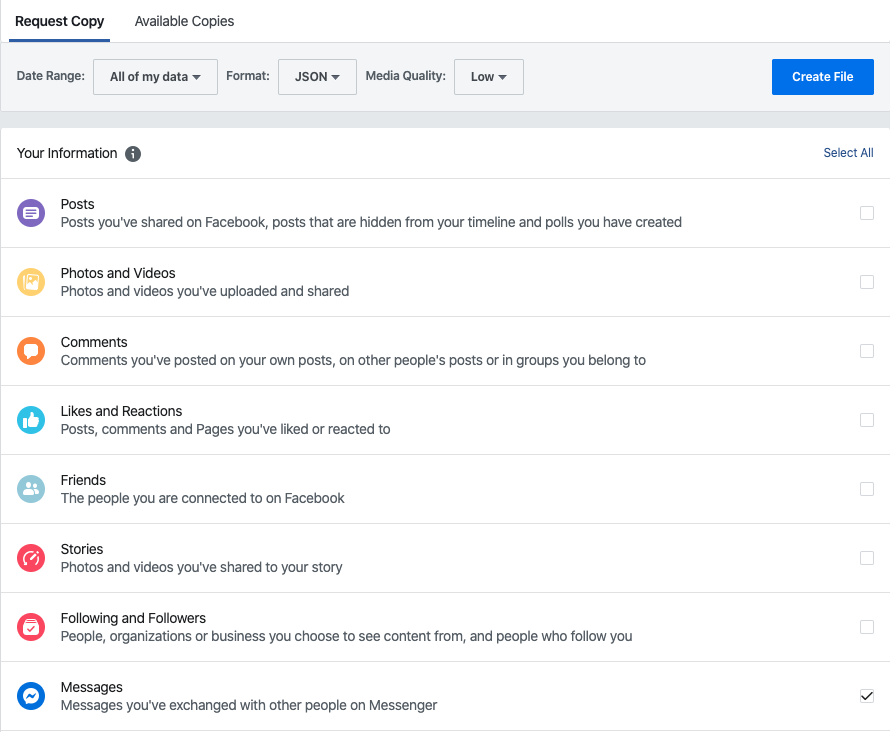 Request Copy Available Copies
Date Range: All of my data Format: JSON Media Quality: Low Create File
Your Information Select All
Posts
Posts you've shared on Facebook, posts that are hidden from your timeline and polls you have created
Photos and Videos
Photos and videos you've uploaded and shared
Comments
Comments you've posted on your own posts, on other people's posts or in groups you belong to
Likes and Reactions
Posts, comments and Pages you've liked or reacted to
Friends
The people you are connected to on Facebook
Stories
Photos and videos you've shared to your story
Following and Followers
People, organizations or business you choose to see content from, and people who follow you
Messages
Messages you've exchanged with other people on Messenger